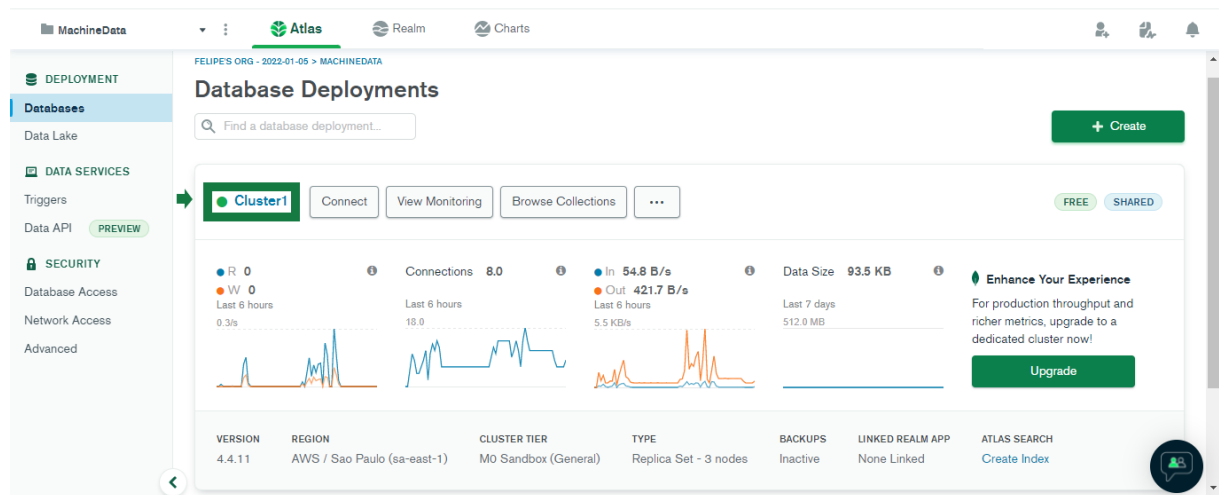 MachineData
Atlas
Realm
Charts
DEPLOYMENT
Databases
Data Lake
DATA SERVICES
Triggers
Data API PREVIEW
SECURITY
Database Access
Network Access
Advanced
FELIPE'S ORG - 2022-01-05 > MACHINEDATA
Database Deployments
Find a database deployment...
+ Create
Cluster1
Connect
View Monitoring
Browse Collections
...
FREE
SHARED
R 0
W 0
Last 6 hours
0.3/s
Connections 8.0
Last 6 hours
18.0
In 54.8 B/s
Out 421.7 B/s
Last 6 hours
5.5 KB/s
Data Size 93.5 KB
Last 7 days
512.0 MB
Enhance Your Experience
For production throughput and
richer metrics, upgrade to a
dedicated cluster now!
Upgrade
VERSION
4.4.11
REGION
AWS / Sao Paulo (sa-east-1)
CLUSTER TIER
M0 Sandbox (General)
TYPE
Replica Set - 3 nodes
BACKUPS
Inactive
LINKED REALM APP
None Linked
ATLAS SEARCH
Create Index